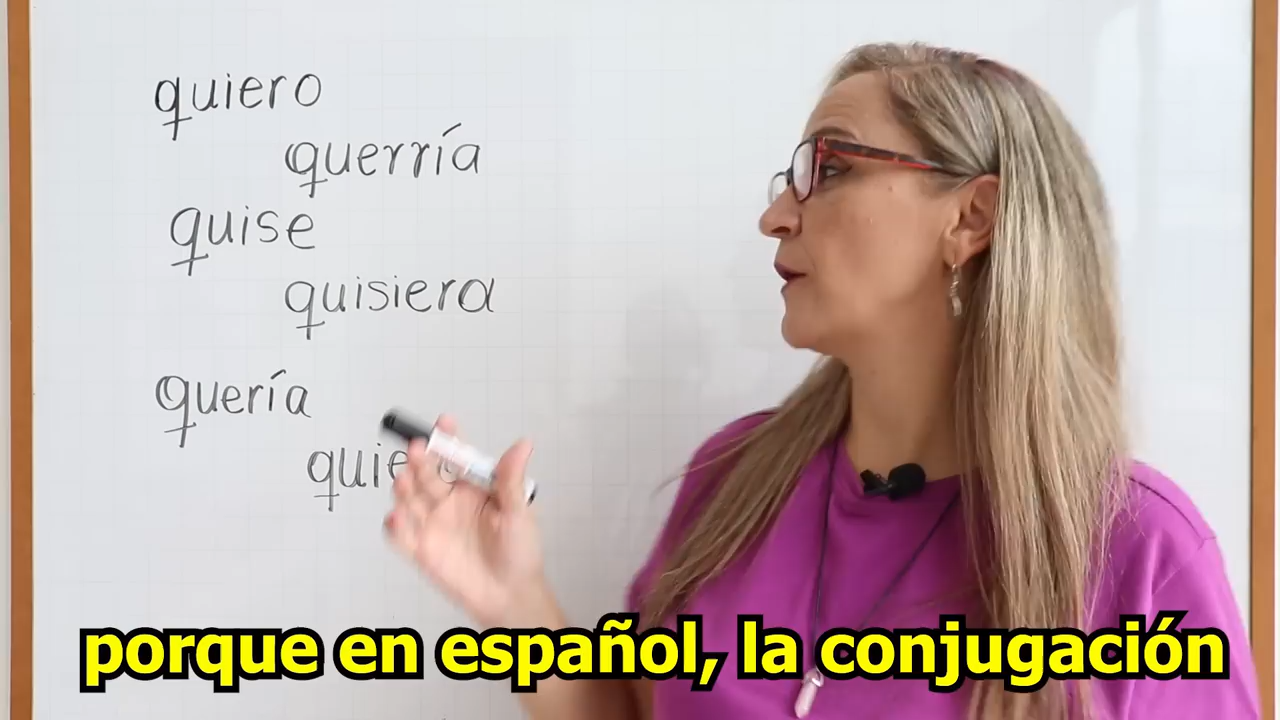 quiero
querría
quise
quisiera
quería
porque en español, la conjugación